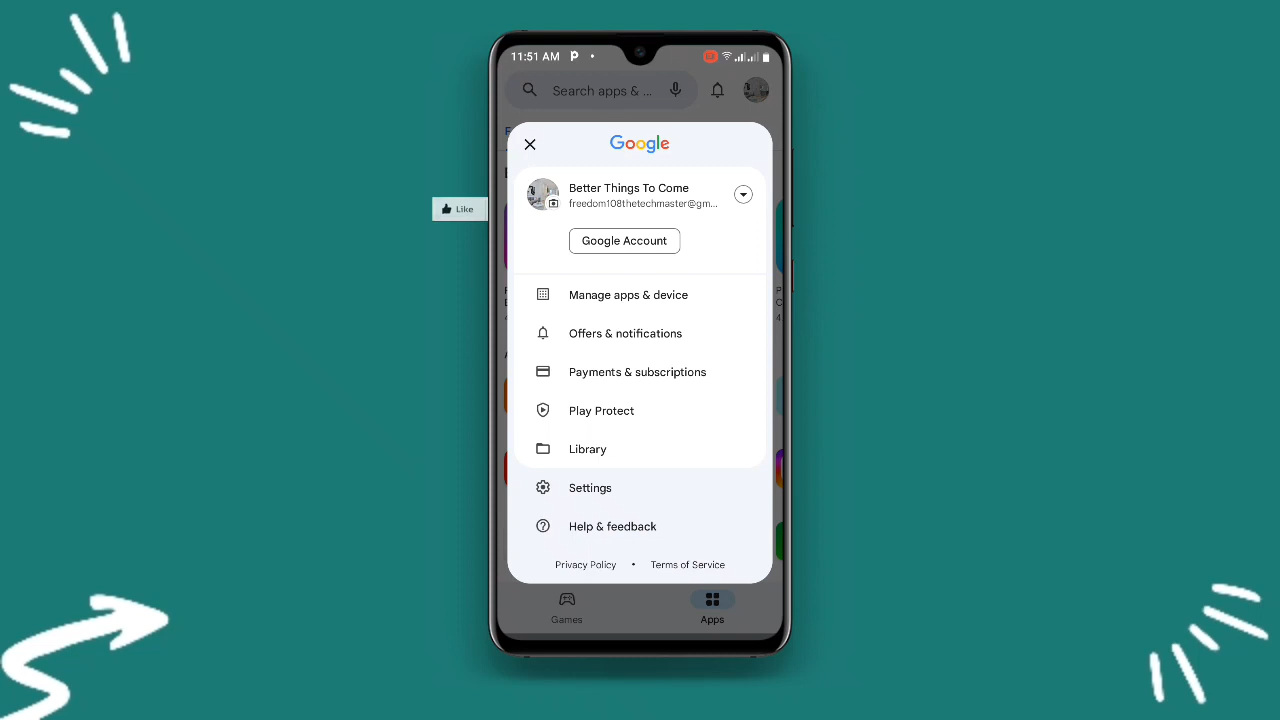 11:51 AM
Search apps & ...
Google
Better Things To Come
freedom108thetechmaster@gm...
Like
Google Account
Manage apps & device
Offers & notifications
Payments & subscriptions
Play Protect
Library
Settings
Help & feedback
Privacy Policy • Terms of Service
Games
Apps